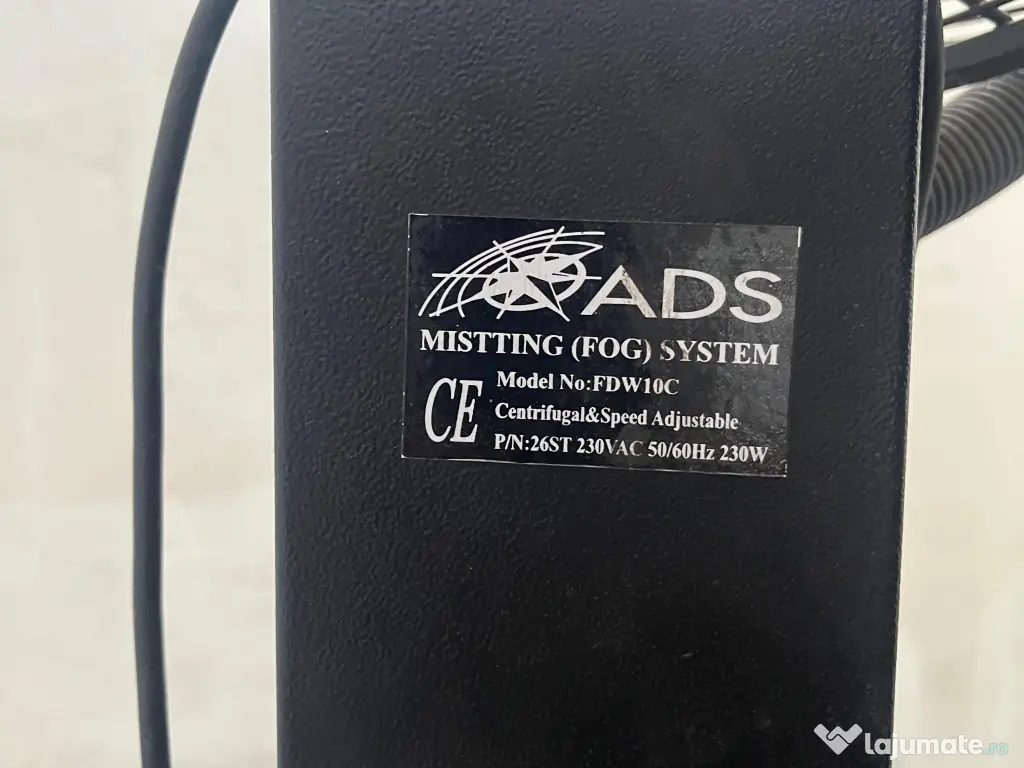 ADS
MISTTING (FOG) SYSTEM
Model No:FDW10C
CE
Centrifugal&Speed Adjustable
P/N:26ST 230VAC 50/60Hz 230W
lajumate.ro